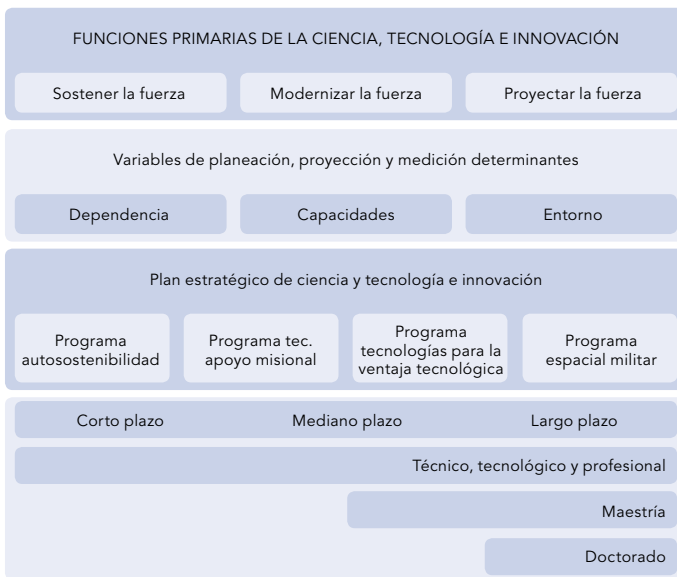 FUNCIONES PRIMARIAS DE LA CIENCIA, TECNOLOGÍA E INNOVACIÓN
Sostener la fuerza
Modernizar la fuerza
Proyectar la fuerza
Variables de planeación, proyección y medición determinantes
Dependencia
Capacidades
Entorno
Plan estratégico de ciencia y tecnología e innovación
Programa
autosostenibilidad
Programa tec.
apoyo misional
Programa
tecnologías para la
ventaja tecnológica
Programa
espacial militar
Corto plazo
Mediano plazo
Largo plazo
Técnico, tecnológico y profesional
Maestría
Doctorado